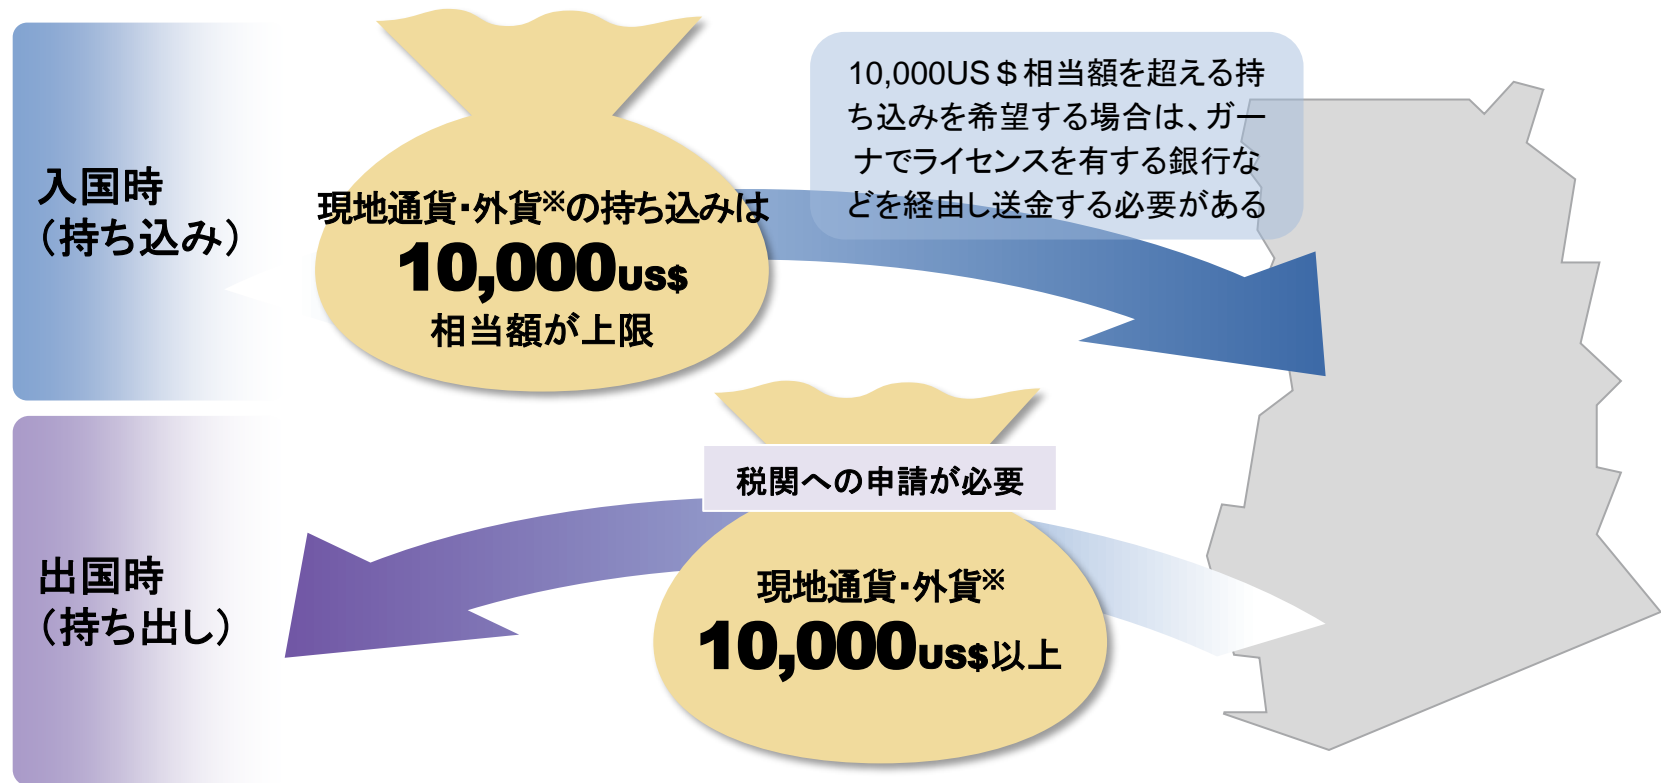 入国時
（持ち込み）
現地通貨・外貨※の持ち込みは
10,000US$
相当額が上限
10,000US＄相当額を超える持
ち込みを希望する場合は、ガー
ナでライセンスを有する銀行な
どを経由し送金する必要がある
出国時
（持ち出し）
税関への申請が必要
現地通貨・外貨※
10,000US$以上